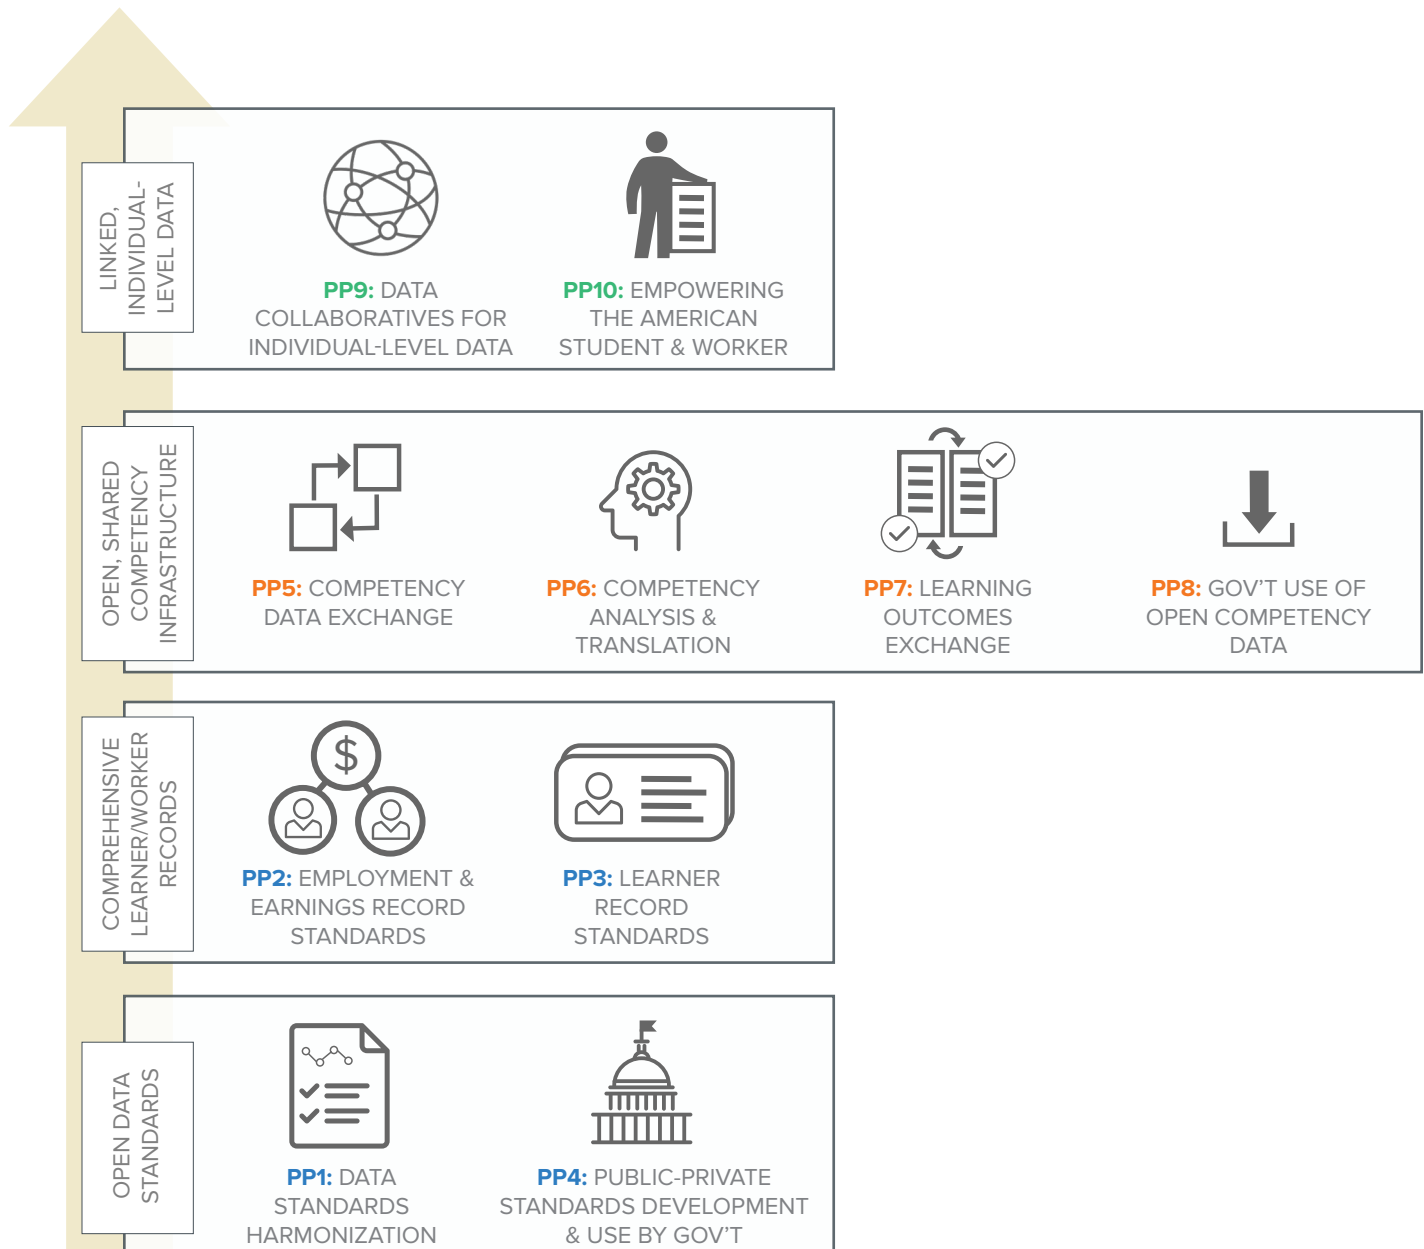 LINKED,
INDIVIDUAL-
LEVEL DATA
PP9: DATA
COLLABORATIVES FOR
INDIVIDUAL-LEVEL DATA
PP10: EMPOWERING
THE AMERICAN
STUDENT & WORKER
OPEN, SHARED
COMPETENCY
INFRASTRUCTURE
PP5: COMPETENCY
DATA EXCHANGE
PP6: COMPETENCY
ANALYSIS &
TRANSLATION
PP7: LEARNING
OUTCOMES
EXCHANGE
PP8: GOV'T USE OF
OPEN COMPETENCY
DATA
COMPREHENSIVE
LEARNER/WORKER
RECORDS
$
PP2: EMPLOYMENT &
EARNINGS RECORD
STANDARDS
PP3: LEARNER
RECORD
STANDARDS
OPEN DATA
STANDARDS
PP1: DATA
STANDARDS
HARMONIZATION
PP4: PUBLIC-PRIVATE
STANDARDS DEVELOPMENT
& USE BY GOV'T